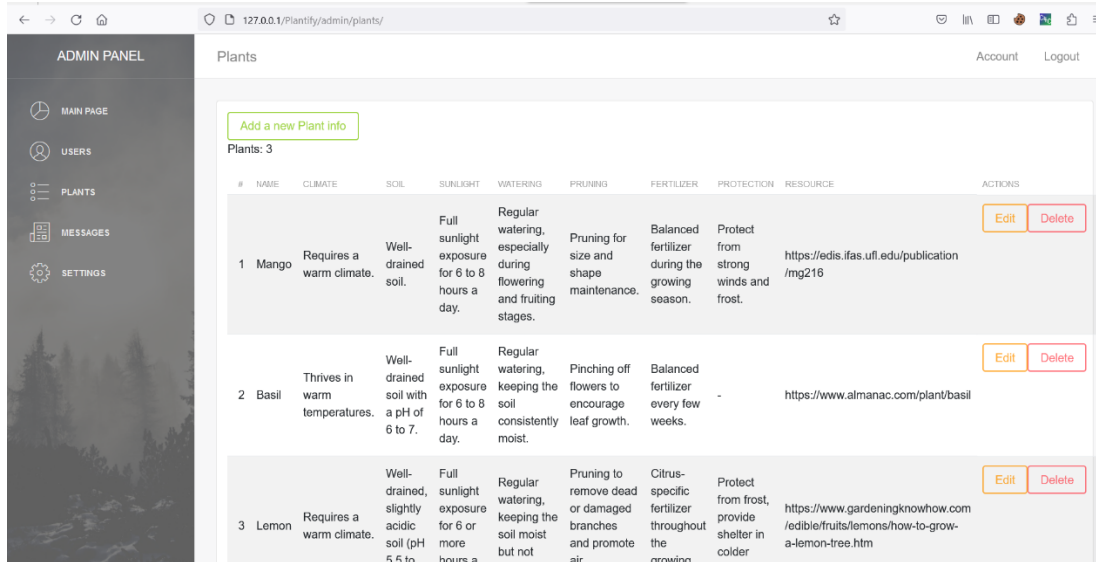 127.0.0.1/Plantify/admin/plants/
ADMIN PANEL
Plants
Account
Logout
MAIN PAGE
USERS
PLANTS
MESSAGES
SETTINGS
Add a new Plant info
Plants: 3
# NAME CLIMATE SOIL SUNLIGHT WATERING PRUNING FERTILIZER PROTECTION RESOURCE ACTIONS
1
Mango
Requires a
warm climate.
Well-
drained
soil.
Full
sunlight
exposure
for 6 to 8
hours a
day.
Regular
watering,
especially
during
flowering
and fruiting
stages.
Pruning for
size and
shape
maintenance.
Balanced
fertilizer
during the
growing
season.
Protect
from
strong
winds and
frost.
https://edis.ifas.ufl.edu/publication
/mg216
Edit
Delete
2
Basil
Thrives in
warm
temperatures.
Well-
drained
soil with
a pH of
6 to 7.
Full
sunlight
exposure
for 6 to 8
hours a
day.
Regular
watering,
keeping the
soil
consistently
moist.
Pinching off
flowers to
encourage
leaf growth.
Balanced
fertilizer
every few
weeks.
-
https://www.almanac.com/plant/basil
Edit
Delete
3
Lemon
Requires a
warm climate.
Well-
drained,
slightly
acidic
soil (pH
5.5 to
Full
sunlight
exposure
for 6 or
more
hours a
Regular
watering,
keeping the
soil moist
but not
Pruning to
remove dead
or damaged
branches
and promote
air
Citrus-
specific
fertilizer
throughout
the
growing
Protect
from frost,
provide
shelter in
colder
https://www.gardeningknowhow.com
/edible/fruits/lemons/how-to-grow-
a-lemon-tree.htm
Edit
Delete